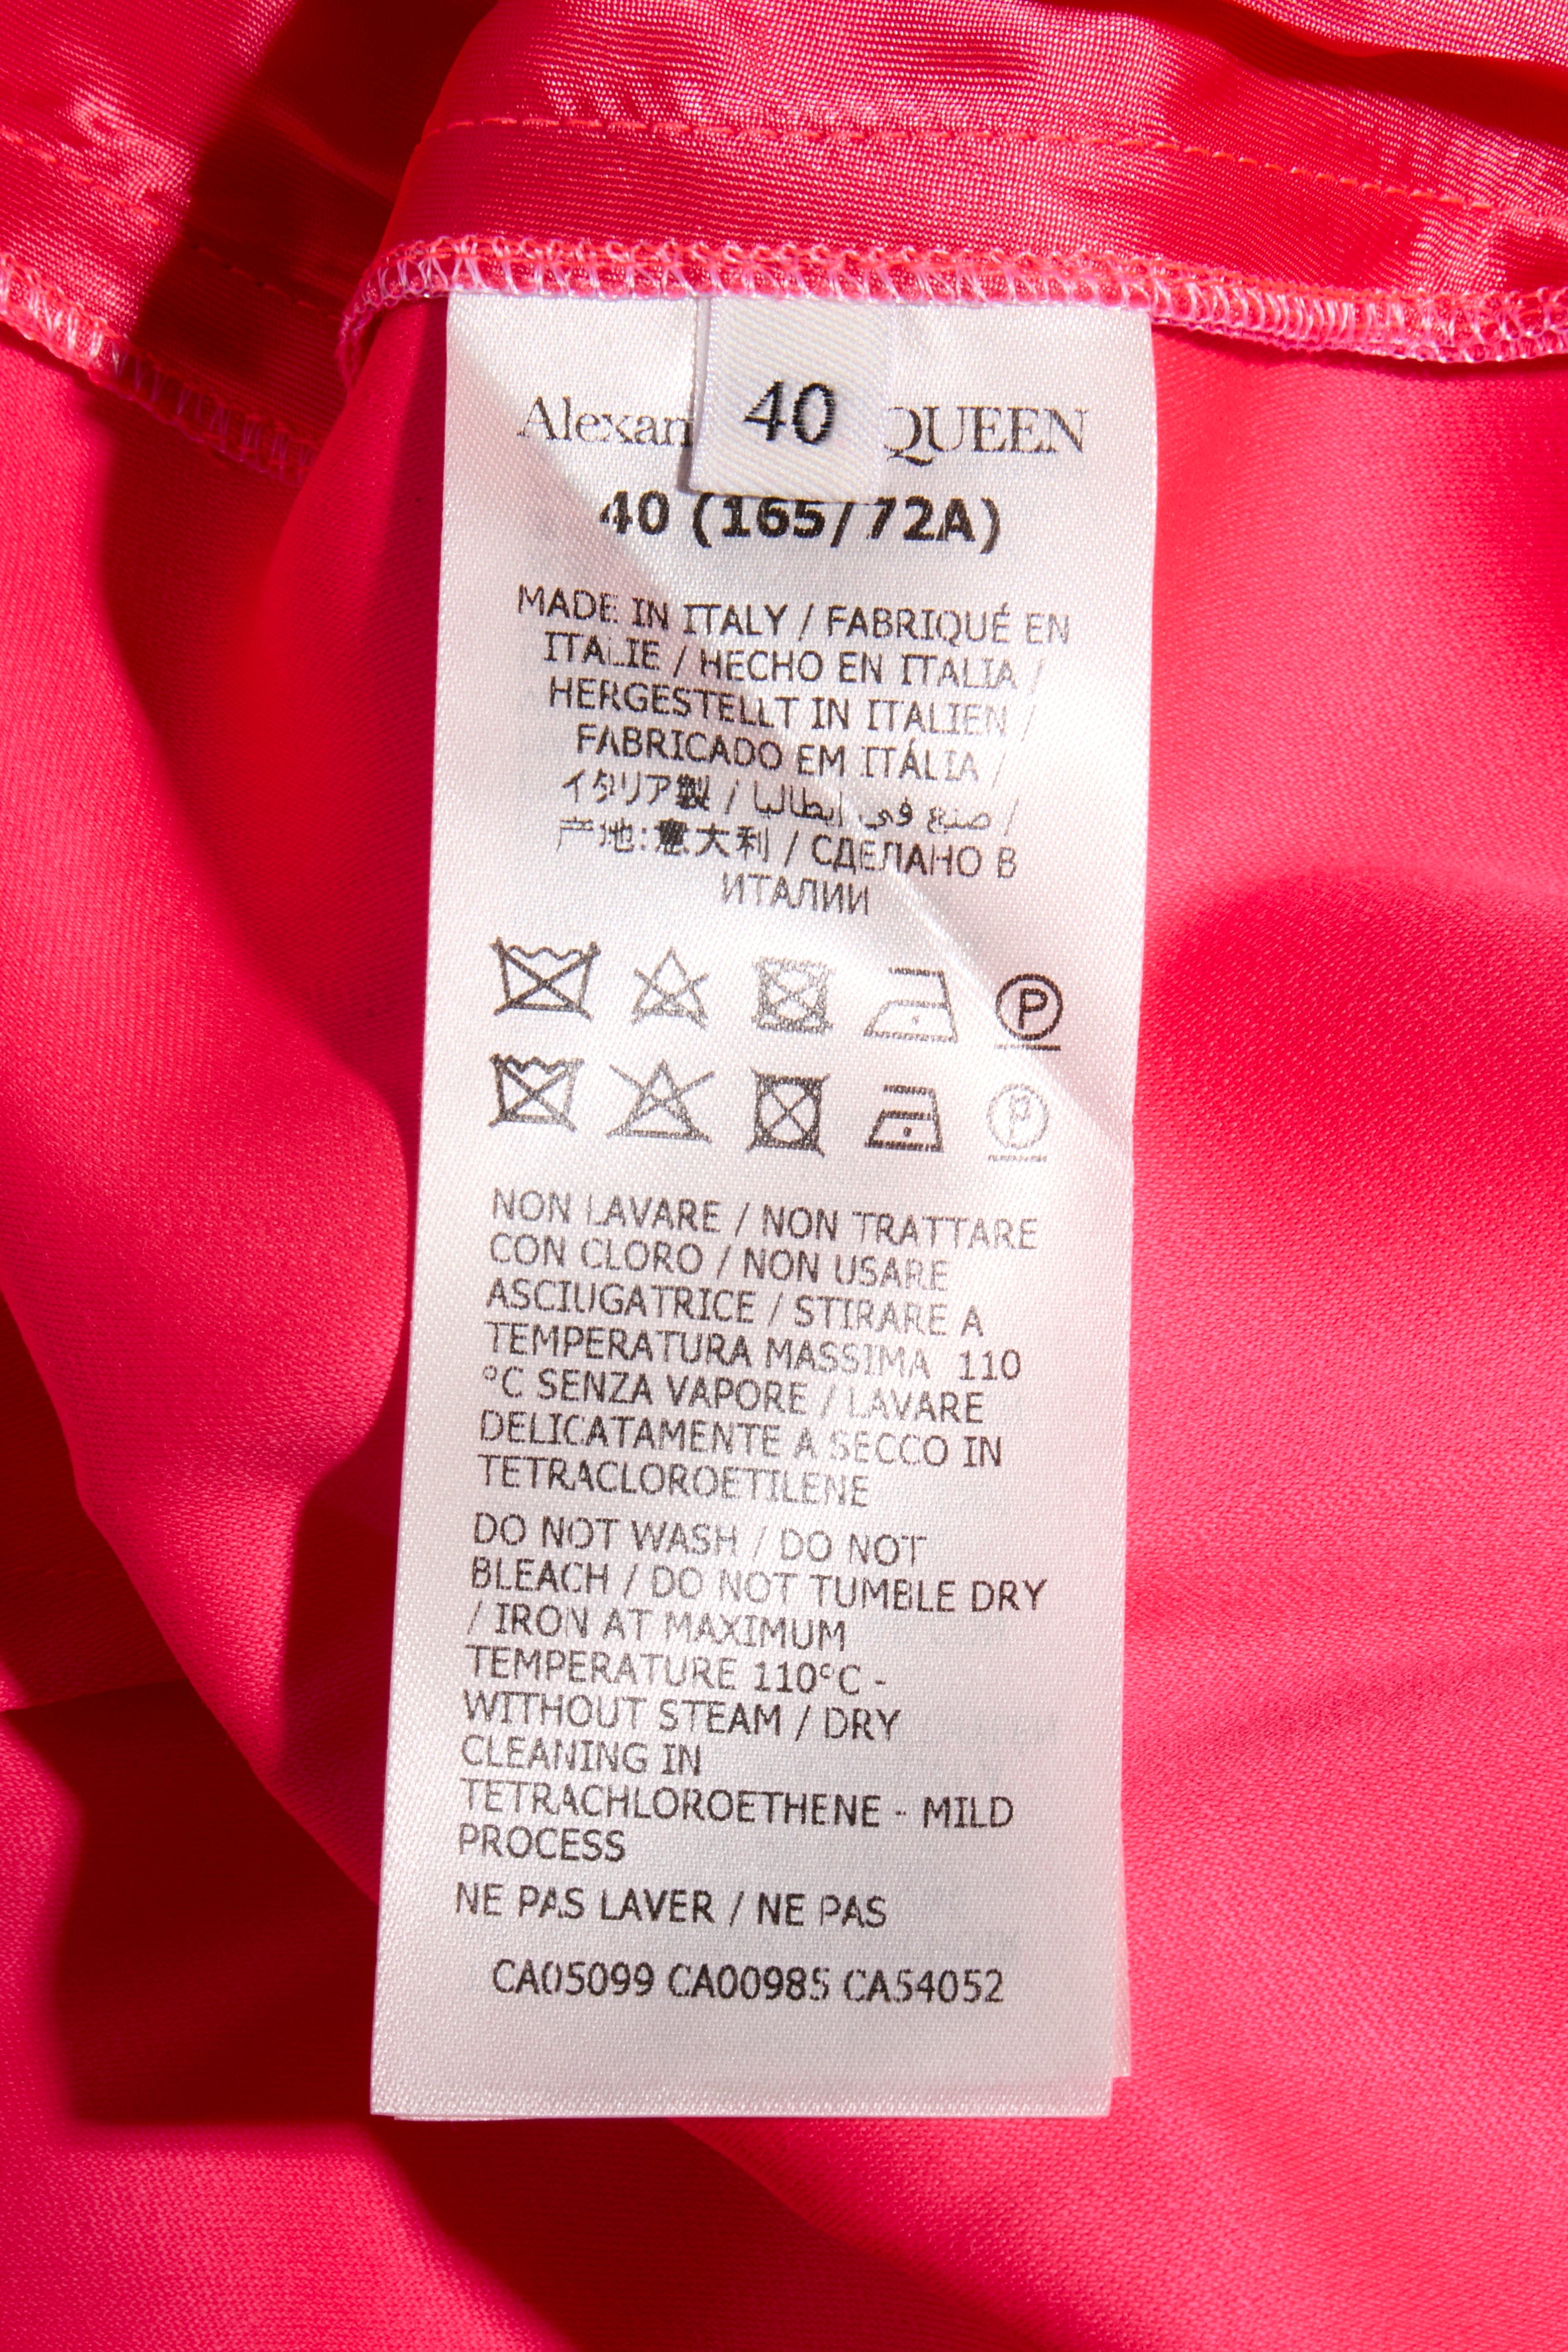 40
Alexan QUEEN
40 (165/72A)
MADE IN ITALY / FABRIQUÉ EN
ITALIE / HECHO EN ITALIA /
HERGESTELLT IN ITALIEN /
FABRICADO EM ITÁLIA /
イタリア製 / صنع في إيطاليا /
产地:意大利 / СДЕЛАНО В
ИТАЛИИ
P
P
NON LAVARE / NON TRATTARE
CON CLORO / NON USARE
ASCIUGATRICE / STIRARE A
TEMPERATURA MASSIMA 110
°C SENZA VAPORE / LAVARE
DELICATAMENTE A SECCO IN
TETRACLOROETILENE
DO NOT WASH / DO NOT
BLEACH / DO NOT TUMBLE DRY
/ IRON AT MAXIMUM
TEMPERATURE 110°C -
WITHOUT STEAM / DRY
CLEANING IN
TETRACHLOROETHENE - MILD
PROCESS
NE PAS LAVER / NE PAS
CA05099 CA00985 CA54052